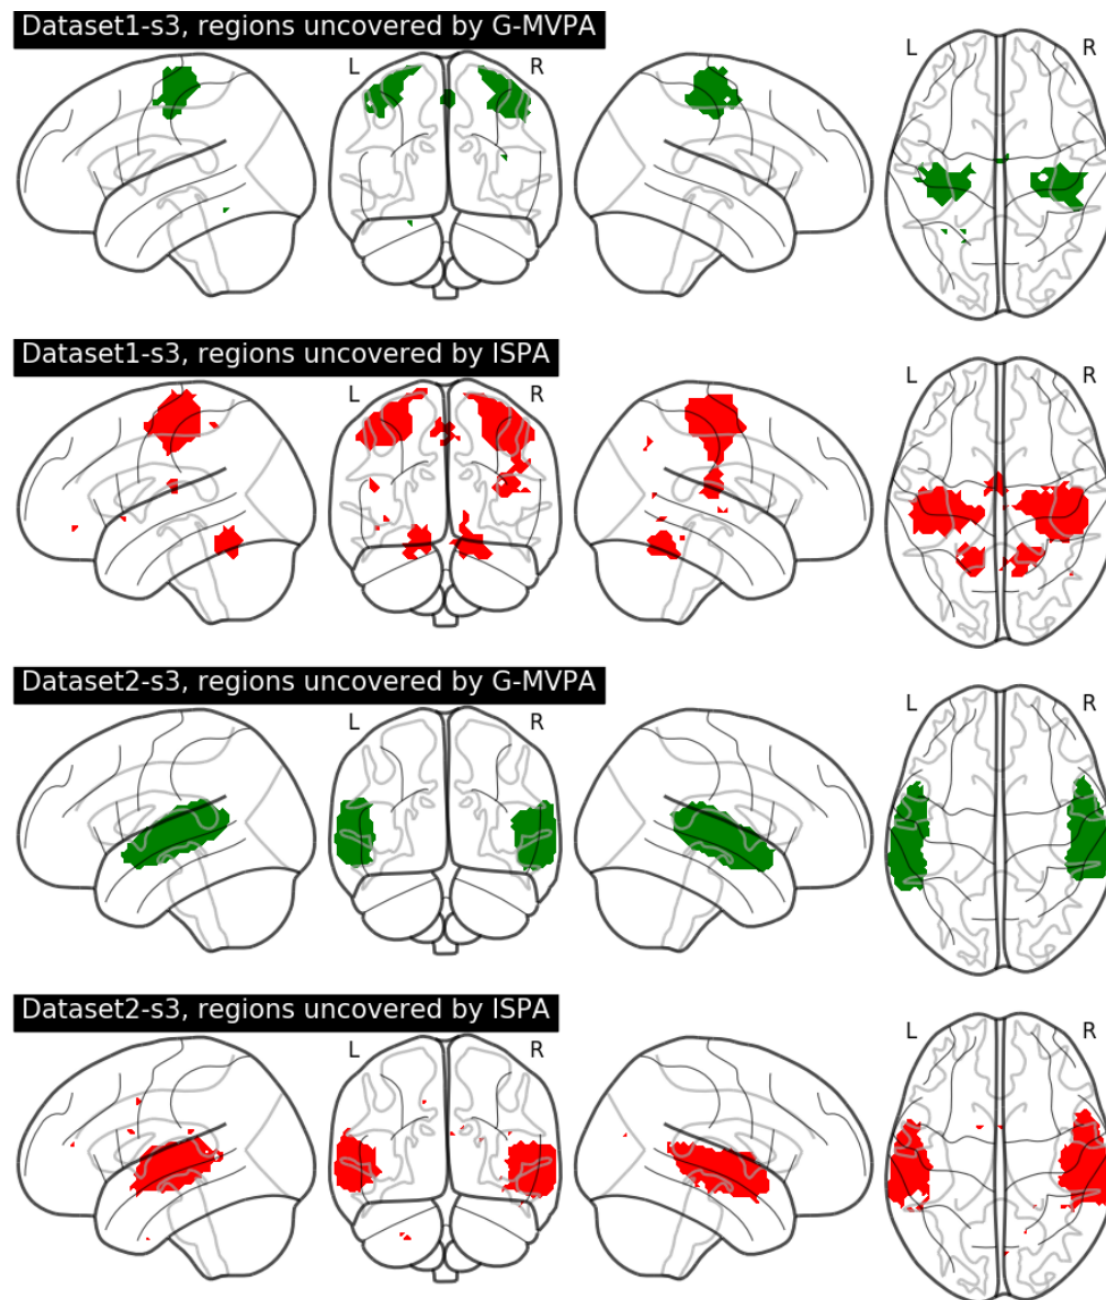 Dataset1-s3, regions uncovered by G-MVPA
L R L R
Dataset1-s3, regions uncovered by ISPA
L R L R
Dataset2-s3, regions uncovered by G-MVPA
L R L R
Dataset2-s3, regions uncovered by ISPA
L R L R